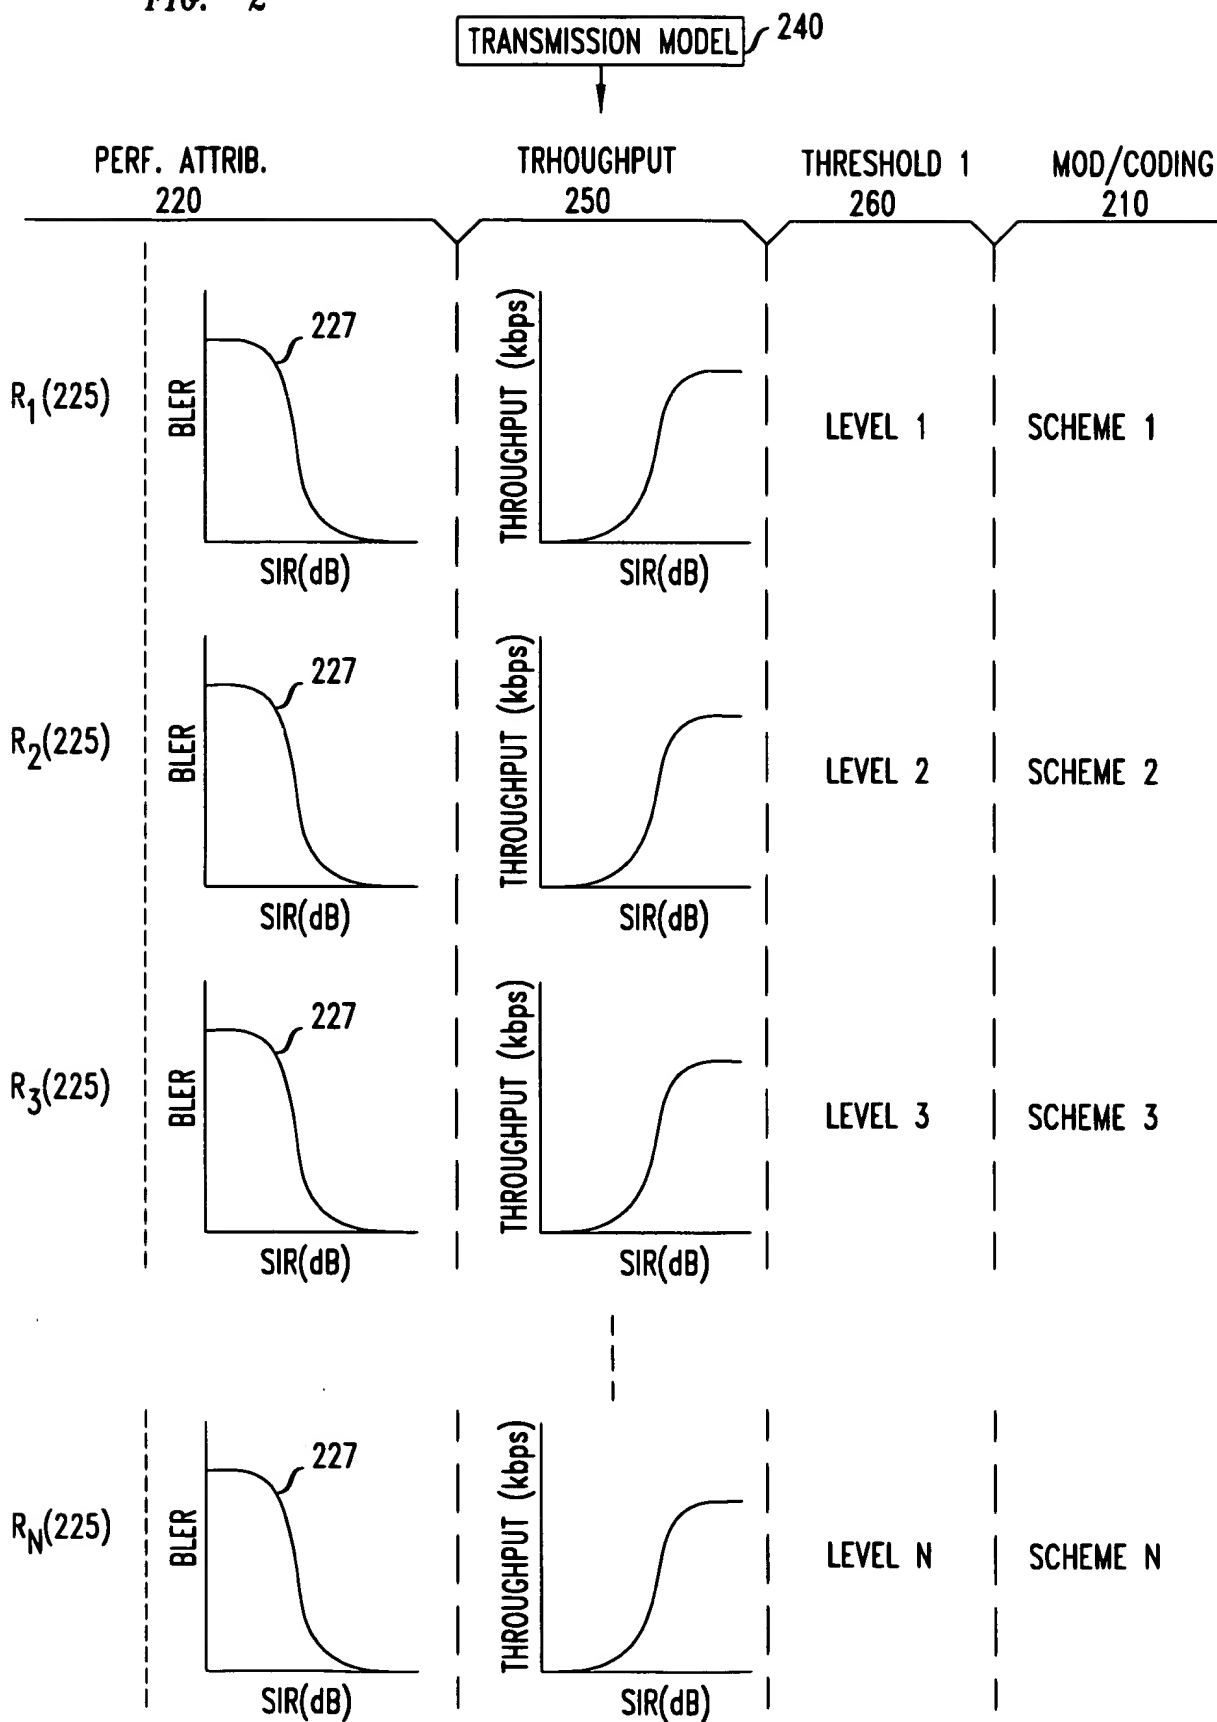 FIG. 2
TRANSMISSION MODEL 240
PERF. ATTRIB. TRHOUGHPUT THRESHOLD 1 MOD/CODING
220 250 260 210
R1(225) BLER 227 SIR(dB) THROUGHPUT (kbps) SIR(dB) LEVEL 1 SCHEME 1
R2(225) BLER 227 SIR(dB) THROUGHPUT (kbps) SIR(dB) LEVEL 2 SCHEME 2
R3(225) BLER 227 SIR(dB) THROUGHPUT (kbps) SIR(dB) LEVEL 3 SCHEME 3
RN(225) BLER 227 SIR(dB) THROUGHPUT (kbps) SIR(dB) LEVEL N SCHEME N